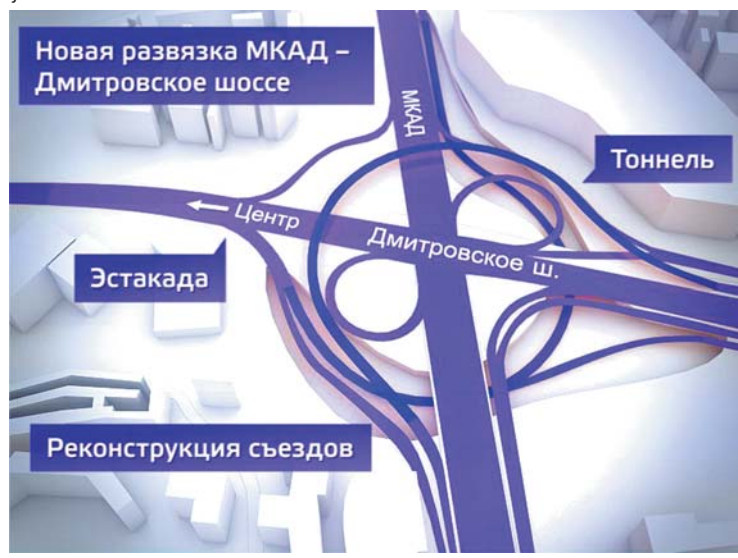 Новая развязка МКАД –
Дмитровское шоссе
МКАД
Тоннель
← Центр
Дмитровское ш.
Эстакада
Реконструкция съездов